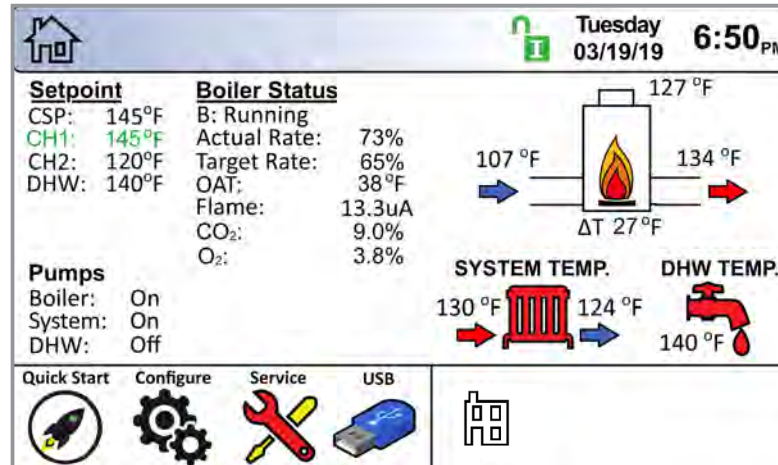 Tuesday
03/19/19
6:50PM
Setpoint
CSP: 145°F
CH1: 145°F
CH2: 120°F
DHW: 140°F
Boiler Status
B: Running
Actual Rate: 73%
Target Rate: 65%
OAT: 38°F
Flame: 13.3uA
CO₂: 9.0%
O₂: 3.8%
127 °F
107 °F
134 °F
ΔT 27°F
Pumps
Boiler: On
System: On
DHW: Off
SYSTEM TEMP.
130 °F
124 °F
DHW TEMP.
140 °F
Quick Start
Configure
Service
USB